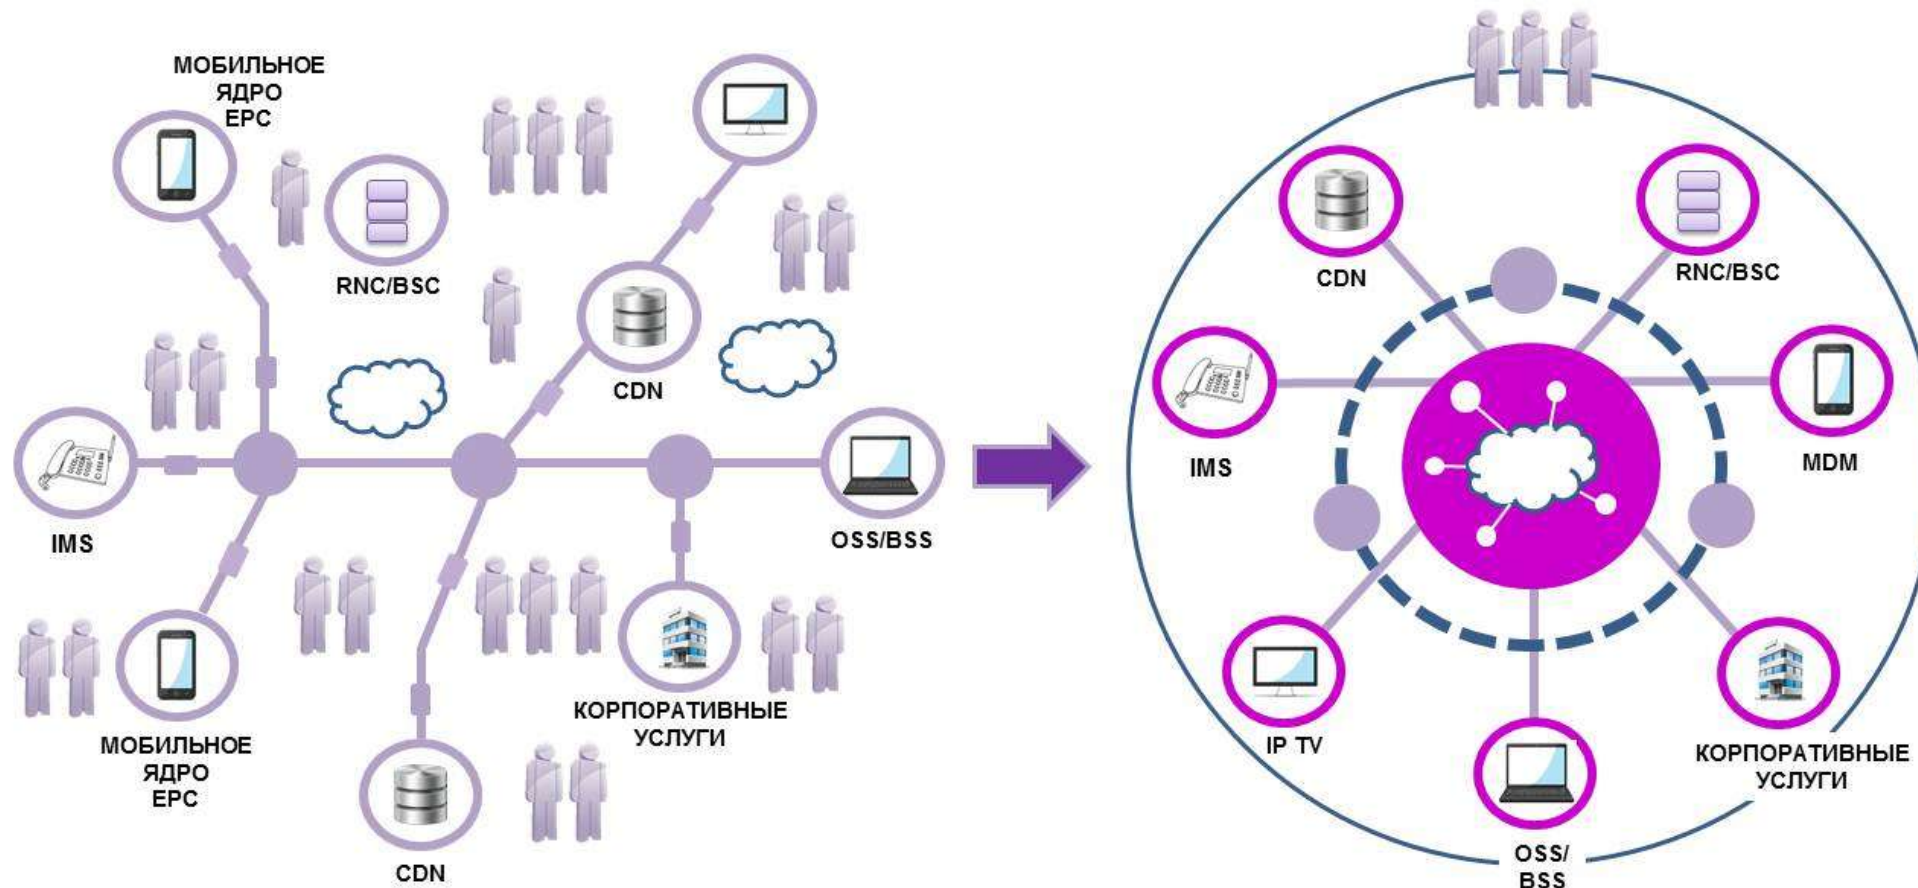 МОБИЛЬНОЕ
ЯДРО
EPC
RNC/BSC
CDN
IMS
OSS/BSS
МОБИЛЬНОЕ
ЯДРО
EPC
КОРПОРАТИВНЫЕ
УСЛУГИ
CDN
CDN
RNC/BSC
IMS
MDM
IP TV
КОРПОРАТИВНЫЕ
УСЛУГИ
OSS/
BSS